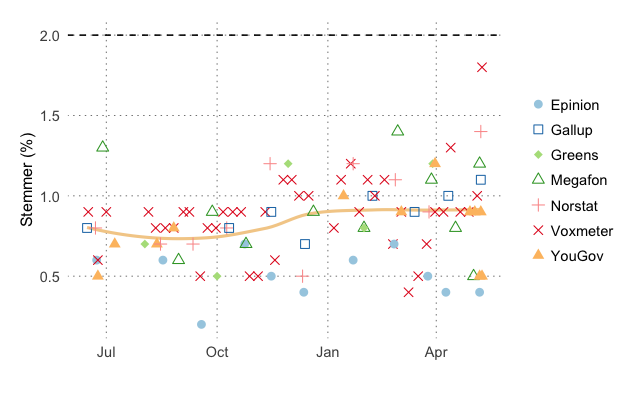 Stemmer (%)
2.0
1.5
1.0
0.5
Jul
Oct
Jan
Apr
Epinion
Gallup
Greens
Megafon
Norstat
Voxmeter
YouGov